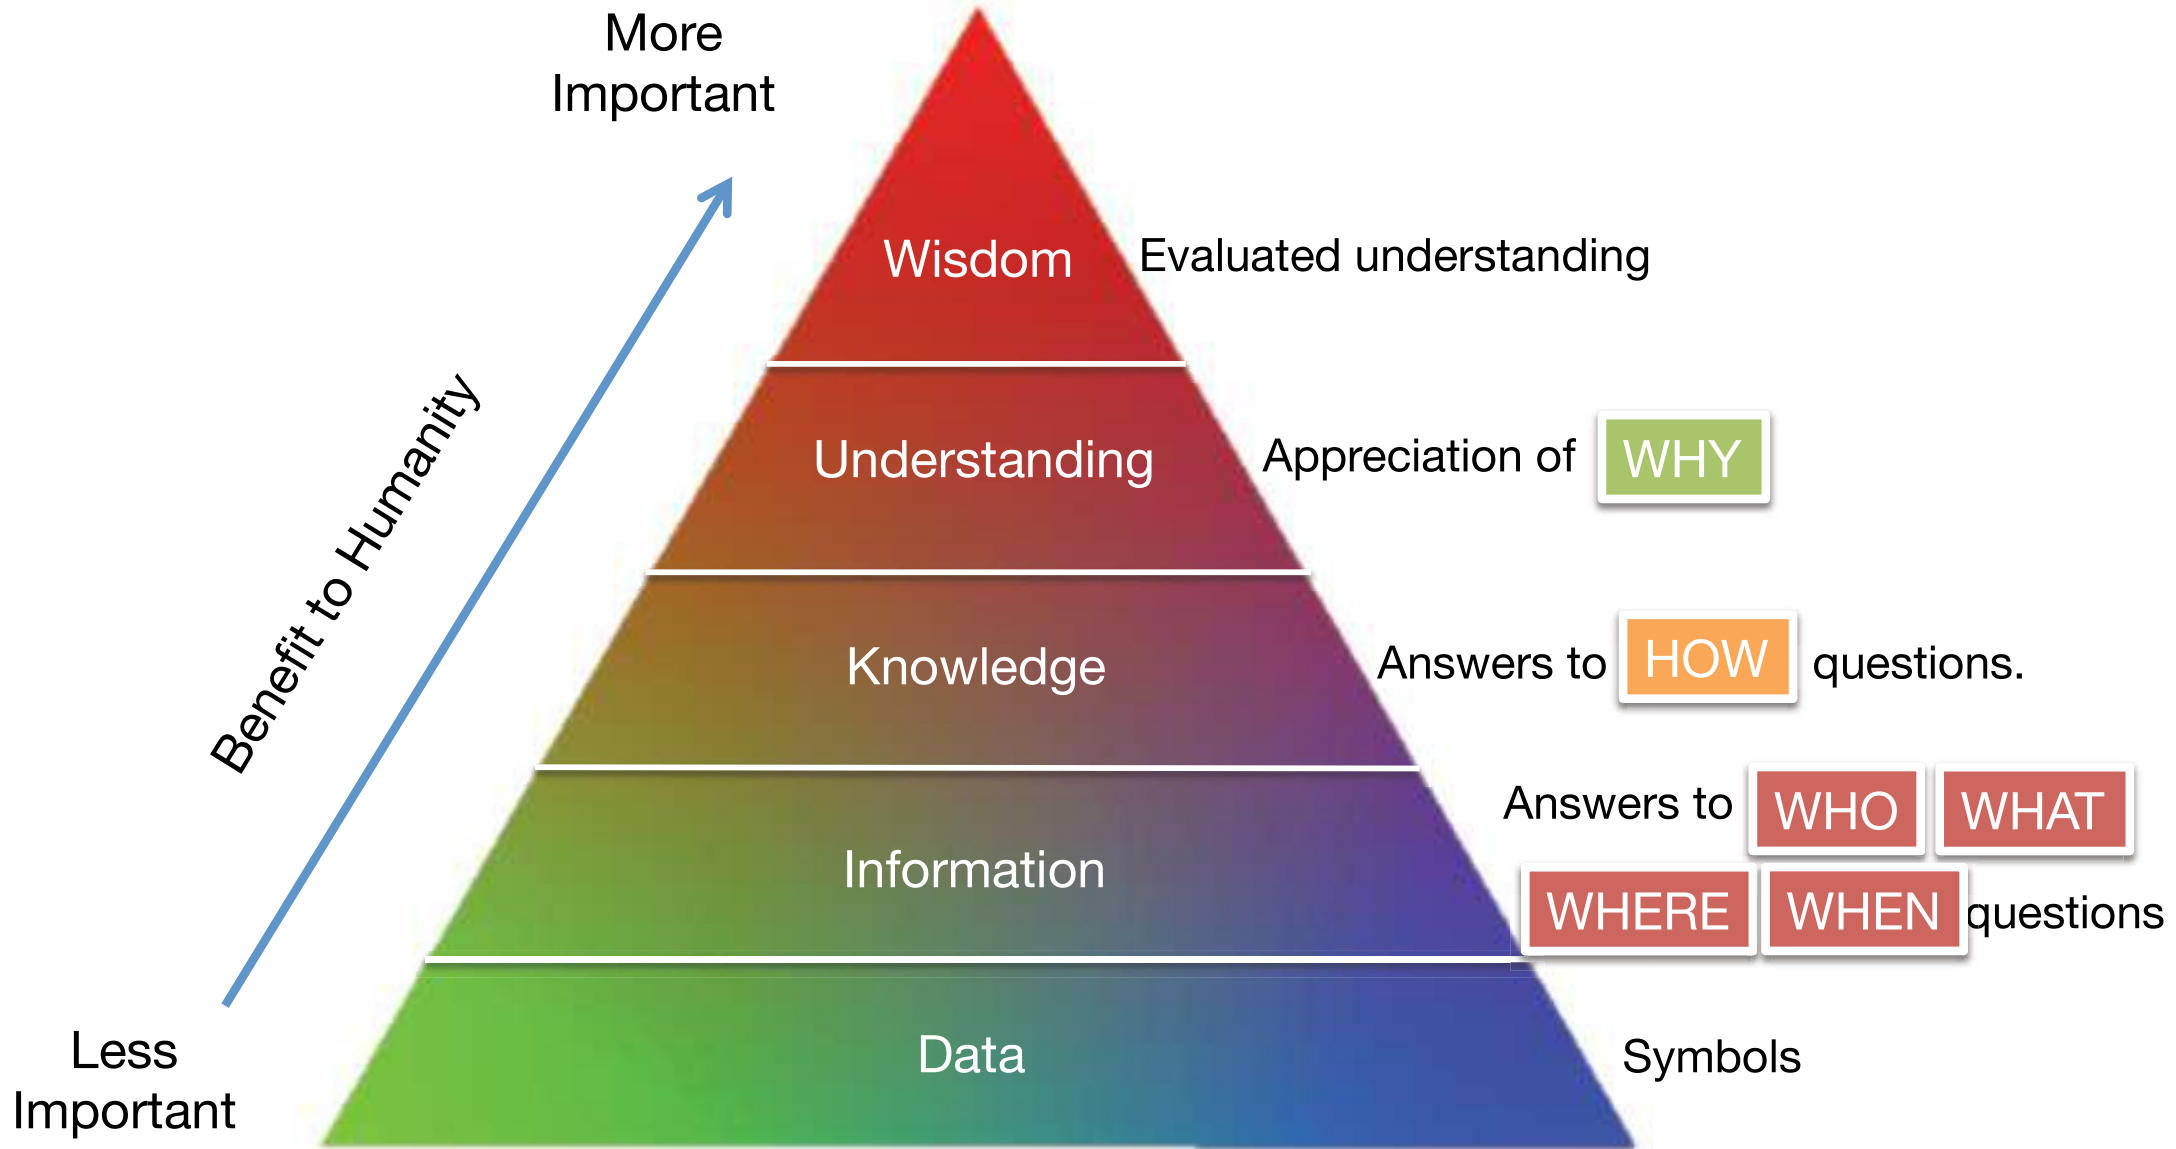 More
Important
Wisdom Evaluated understanding
Understanding Appreciation of WHY
Benefit to Humanity
Knowledge Answers to HOW questions.
Answers to WHO WHAT
Information
WHERE WHEN questions
Less
Important
Data Symbols